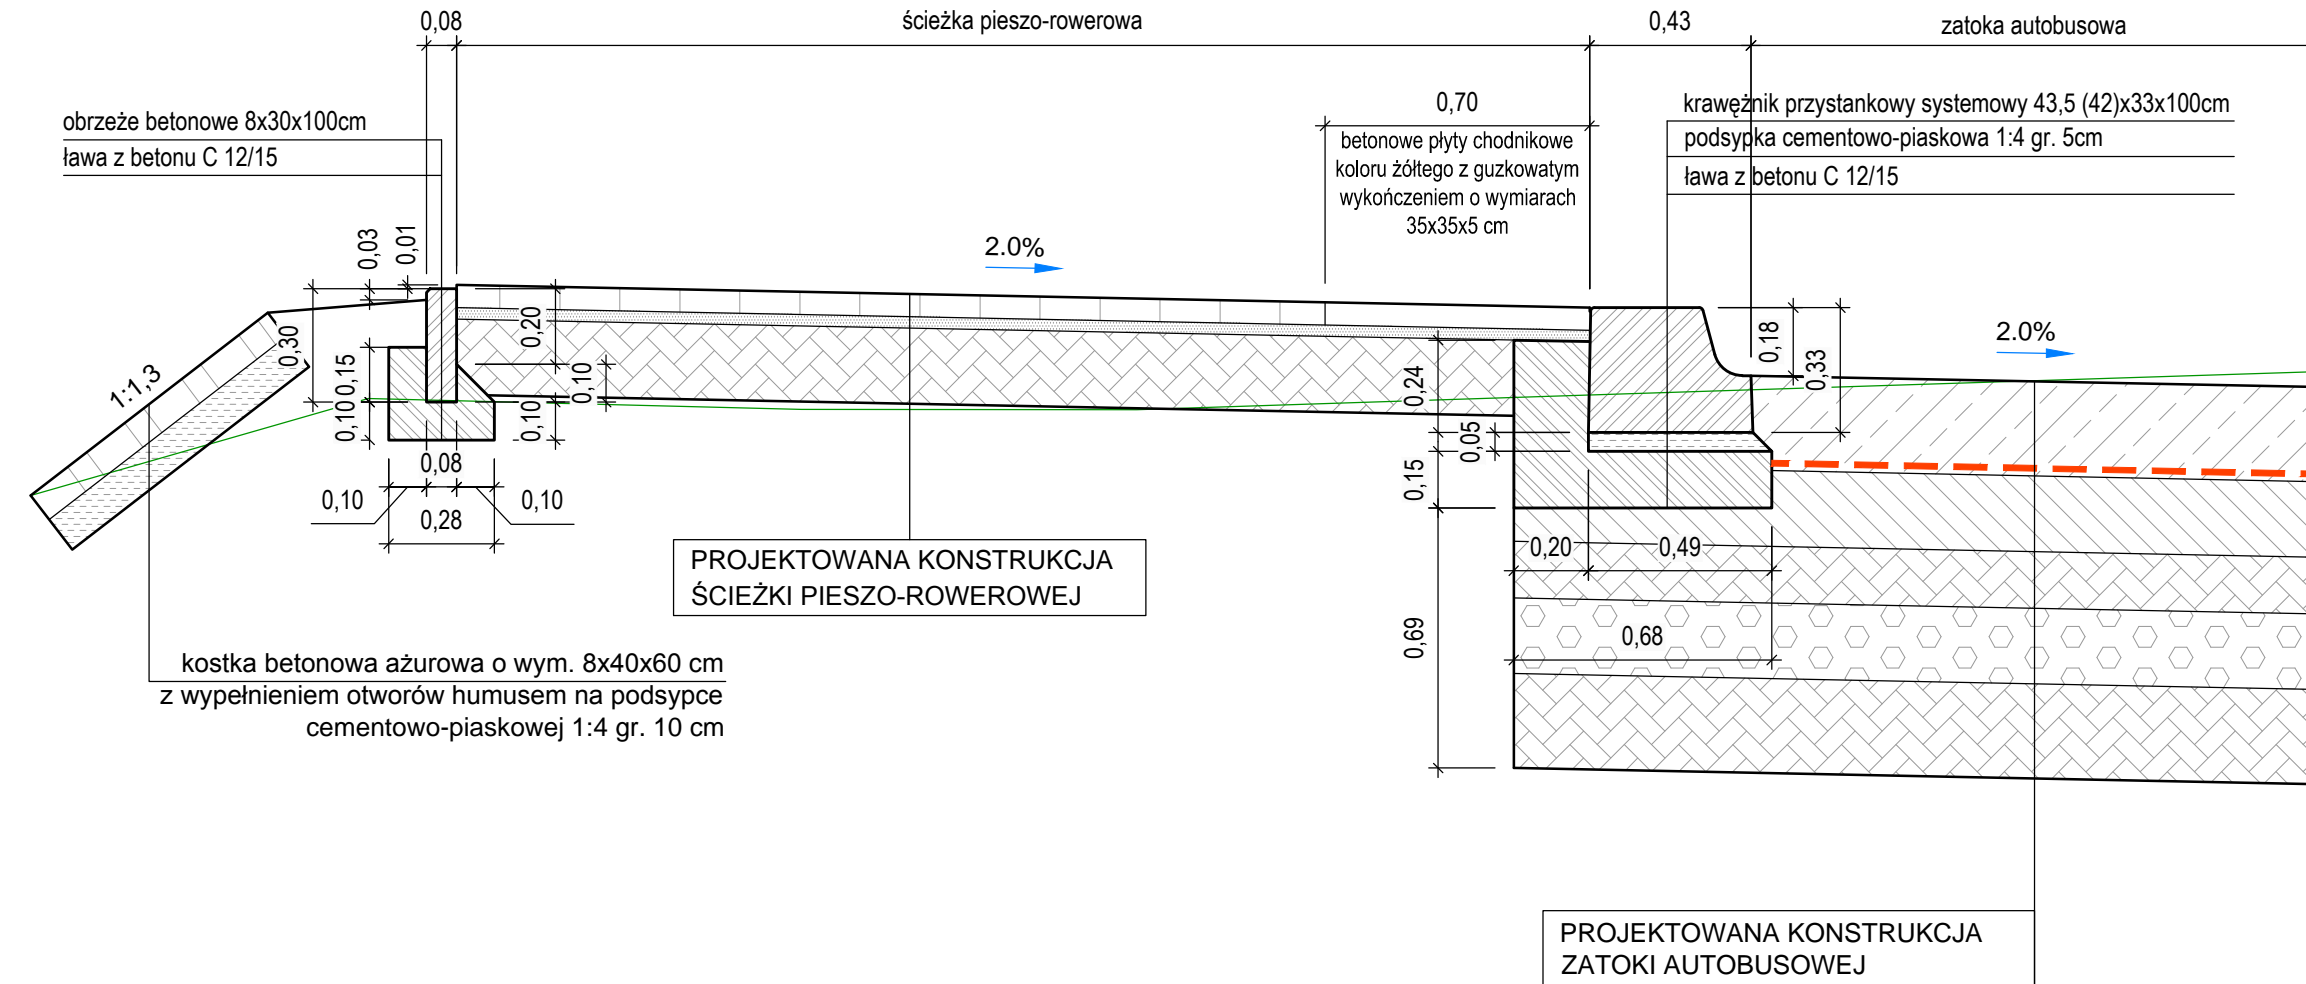 0,08
ścieżka pieszo-rowerowa
0,43
zatoka autobusowa
obrzeże betonowe 8x30x100cm
ława z betonu C 12/15
0,70
betonowe płyty chodnikowe
koloru żółtego z guzkowatym
wykończeniem o wymiarach
35x35x5 cm
krawężnik przystankowy systemowy 43,5 (42)x33x100cm
podsypka cementowo-piaskowa 1:4 gr. 5cm
ława z betonu C 12/15
0,03
0,01
2.0%
2.0%
0,30
0,20
0,18
0,33
1:1,3
0,15
0,10
0,10
0,10
0,24
0,05
0,15
0,08
0,10
0,10
0,28
0,20
0,49
0,68
0,69
PROJEKTOWANA KONSTRUKCJA
ŚCIEŻKI PIESZO-ROWEROWEJ
kostka betonowa ażurowa o wym. 8x40x60 cm
z wypełnieniem otworów humusem na podsypce
cementowo-piaskowej 1:4 gr. 10 cm
PROJEKTOWANA KONSTRUKCJA
ZATOKI AUTOBUSOWEJ